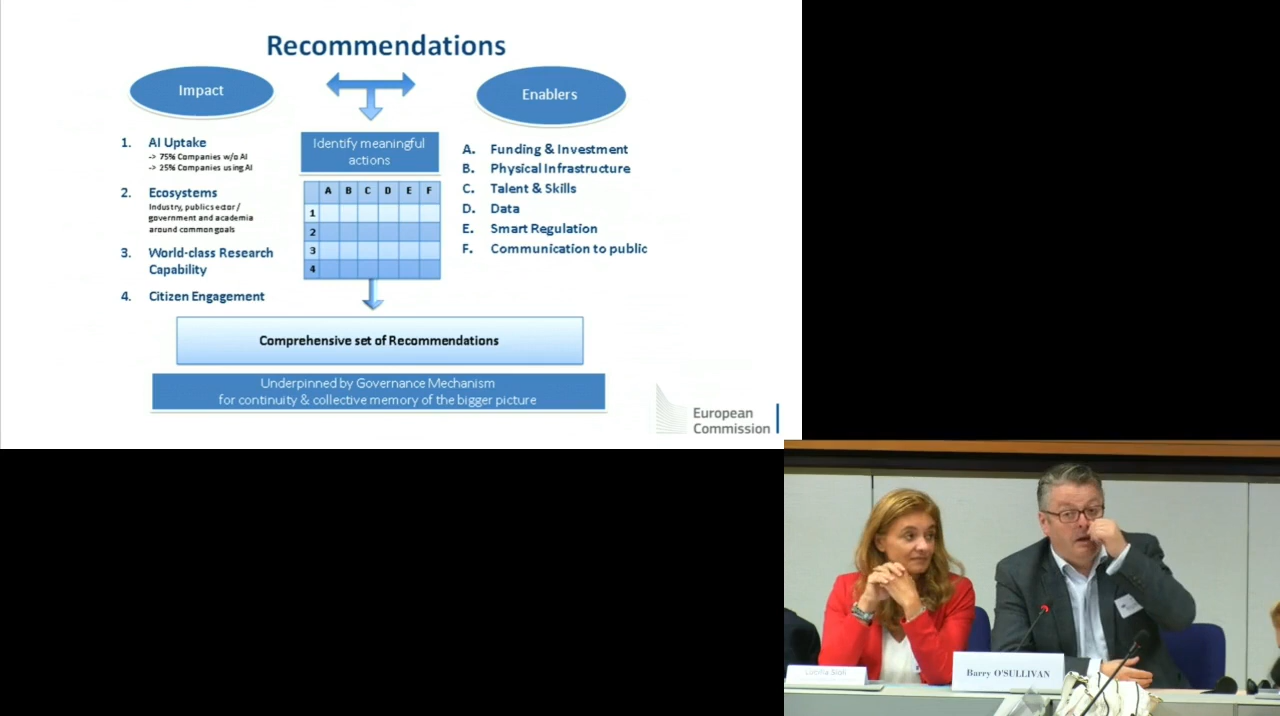 Recommendations
Impact
Enablers
1. AI Uptake
-> 75% Companies w/o AI
-> 25% Companies using AI
2. Ecosystems
Industry, public sector /
government and academia
around common goals
3. World-class Research
Capability
4. Citizen Engagement
Identify meaningful
actions
A B C D E F
1
2
3
4
A. Funding & Investment
B. Physical Infrastructure
C. Talent & Skills
D. Data
E. Smart Regulation
F. Communication to public
Comprehensive set of Recommendations
Underpinned by Governance Mechanism
for continuity & collective memory of the bigger picture
European
Commission
Barry O'SULLIVAN